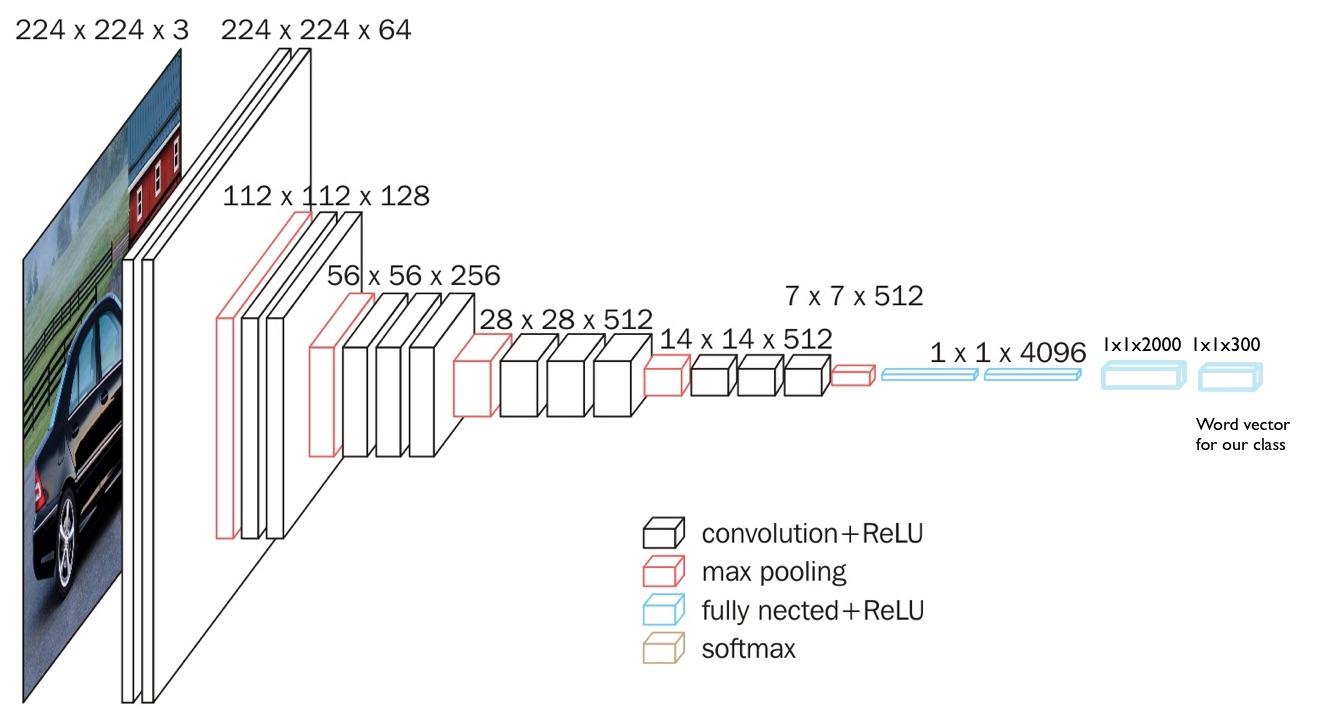 224 x 224 x 3
224 x 224 x 64
112 x 112 x 128
56 x 56 x 256
28 x 28 x 512
14 x 14 x 512
7 x 7 x 512
1 x 1 x 4096
1x1x2000
1x1x300
Word vector
for our class
convolution+ReLU
max pooling
fully nected+ReLU
softmax